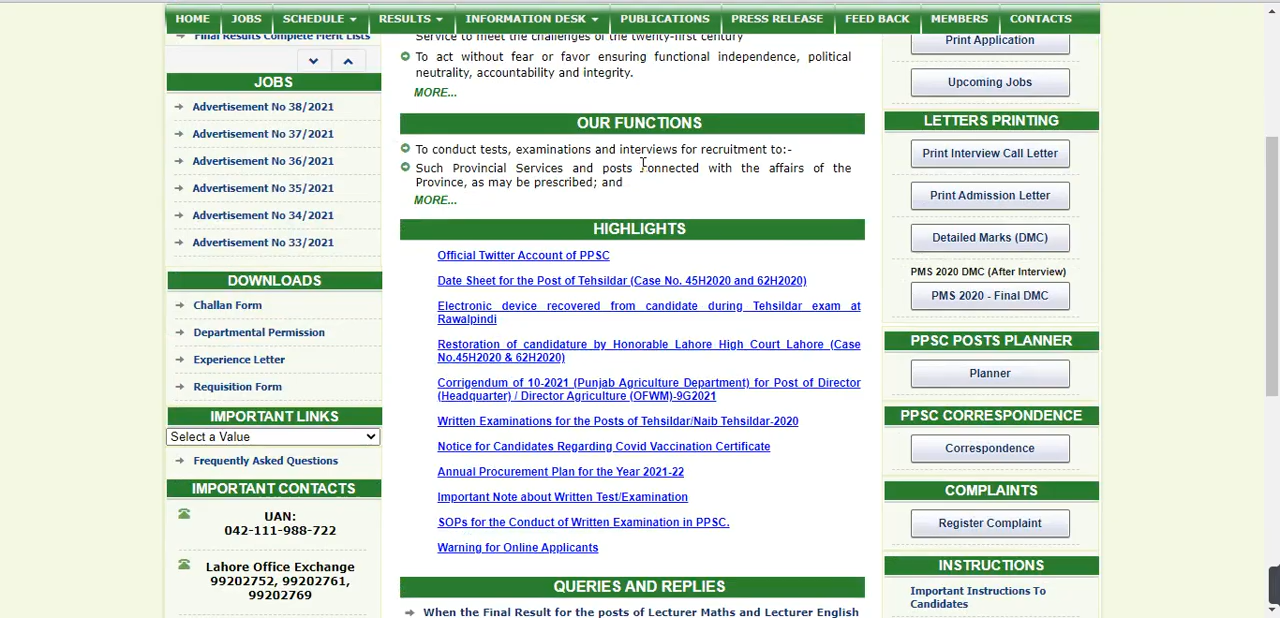 HOME JOBS SCHEDULE RESULTS INFORMATION DESK PUBLICATIONS PRESS RELEASE FEED BACK MEMBERS CONTACTS
Final Results Complete Merit Lists
JOBS
Advertisement No 38/2021
Advertisement No 37/2021
Advertisement No 36/2021
Advertisement No 35/2021
Advertisement No 34/2021
Advertisement No 33/2021
DOWNLOADS
Challan Form
Departmental Permission
Experience Letter
Requisition Form
IMPORTANT LINKS
Select a Value
Frequently Asked Questions
IMPORTANT CONTACTS
UAN:
042-111-988-722
Lahore Office Exchange
99202752, 99202761,
99202769
Service to meet the challenges of the twenty-first century
To act without fear or favor ensuring functional independence, political
neutrality, accountability and integrity.
MORE...
OUR FUNCTIONS
To conduct tests, examinations and interviews for recruitment to:-
Such Provincial Services and posts connected with the affairs of the
Province, as may be prescribed; and
MORE...
HIGHLIGHTS
Official Twitter Account of PPSC
Date Sheet for the Post of Tehsildar (Case No. 45H2020 and 62H2020)
Electronic device recovered from candidate during Tehsildar exam at
Rawalpindi
Restoration of candidature by Honorable Lahore High Court Lahore (Case
No.45H2020 & 62H2020)
Corrigendum of 10-2021 (Punjab Agriculture Department) for Post of Director
(Headquarter) / Director Agriculture (OFWM)-9G2021
Written Examinations for the Posts of Tehsildar/Naib Tehsildar-2020
Notice for Candidates Regarding Covid Vaccination Certificate
Annual Procurement Plan for the Year 2021-22
Important Note about Written Test/Examination
SOPs for the Conduct of Written Examination in PPSC.
Warning for Online Applicants
QUERIES AND REPLIES
When the Final Result for the posts of Lecturer Maths and Lecturer English
Print Application
Upcoming Jobs
LETTERS PRINTING
Print Interview Call Letter
Print Admission Letter
Detailed Marks (DMC)
PMS 2020 DMC (After Interview)
PMS 2020 - Final DMC
PPSC POSTS PLANNER
Planner
PPSC CORRESPONDENCE
Correspondence
COMPLAINTS
Register Complaint
INSTRUCTIONS
Important Instructions To
Candidates